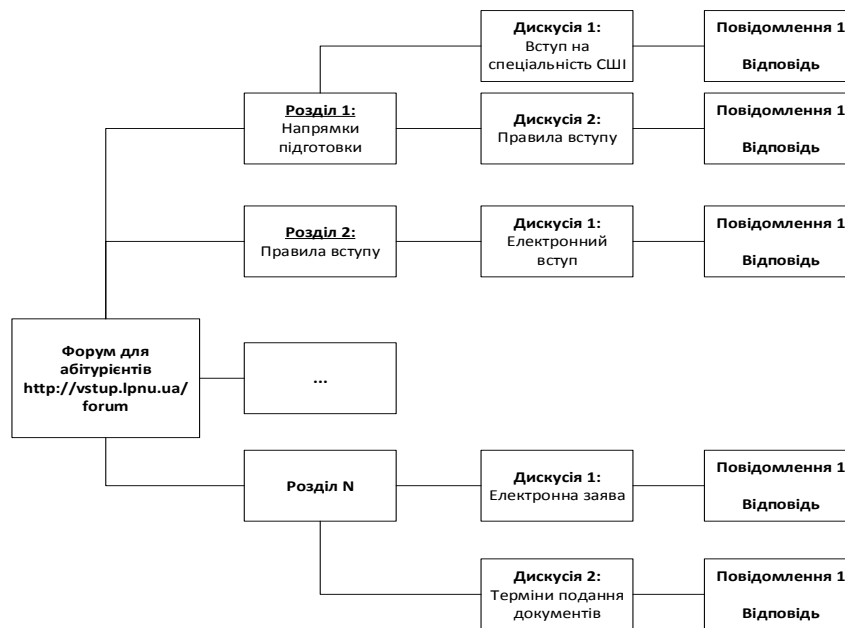 Дискусія 1:
Вступ на
спеціальність СШІ
Повідомлення 1
Відповідь
Розділ 1:
Напрямки
підготовки
Дискусія 2:
Правила вступу
Повідомлення 1
Відповідь
Розділ 2:
Правила вступу
Дискусія 1:
Електронний
вступ
Повідомлення 1
Відповідь
Форум для
абітурієнтів
http://vstup.lpnu.ua/
forum
...
Розділ N
Дискусія 1:
Електронна заява
Повідомлення 1
Відповідь
Дискусія 2:
Терміни подання
документів
Повідомлення 1
Відповідь